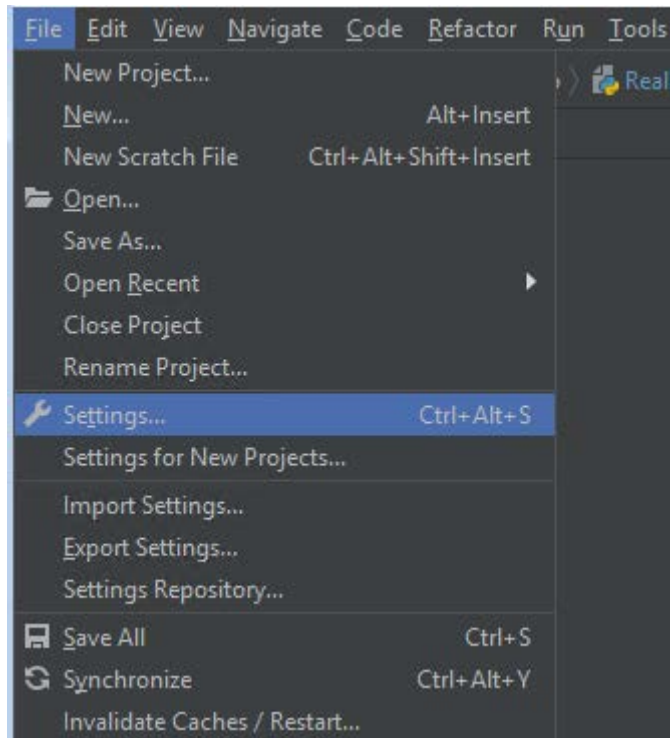 File Edit View Navigate Code Refactor Run Tools
New Project...
Real
New... Alt+Insert
New Scratch File Ctrl+Alt+Shift+Insert
Open...
Save As...
Open Recent
Close Project
Rename Project...
Settings... Ctrl+Alt+S
Settings for New Projects...
Import Settings...
Export Settings...
Settings Repository...
Save All Ctrl+S
Synchronize Ctrl+Alt+Y
Invalidate Caches / Restart...